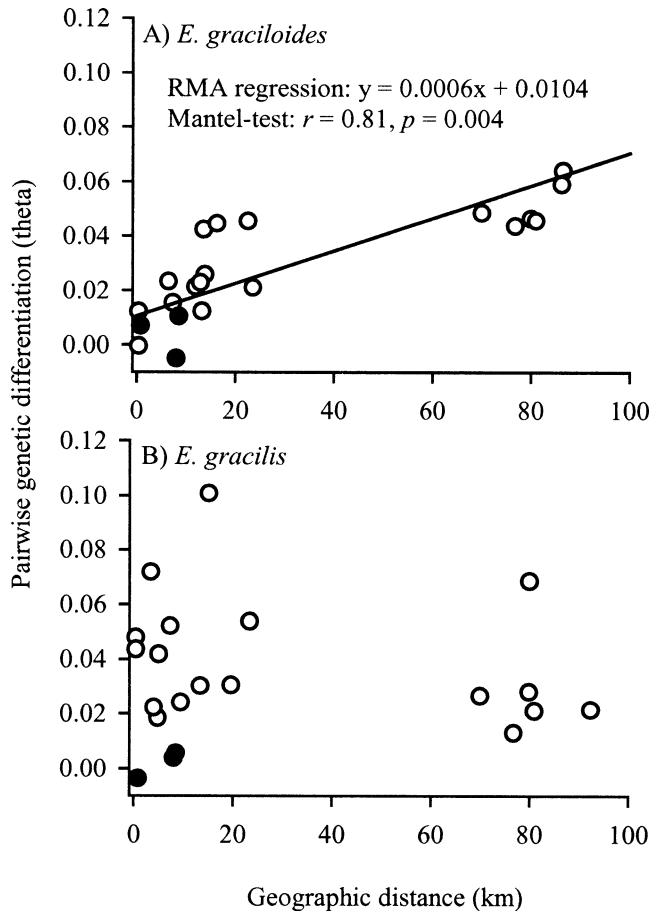 Pairwise genetic differentiation (theta)
A) E. graciloides
RMA regression: y = 0.0006x + 0.0104
Mantel-test: r = 0.81, p = 0.004
0.12
0.10
0.08
0.06
0.04
0.02
0.00
0 20 40 60 80 100
B) E. gracilis
0.12
0.10
0.08
0.06
0.04
0.02
0.00
0 20 40 60 80 100
Geographic distance (km)